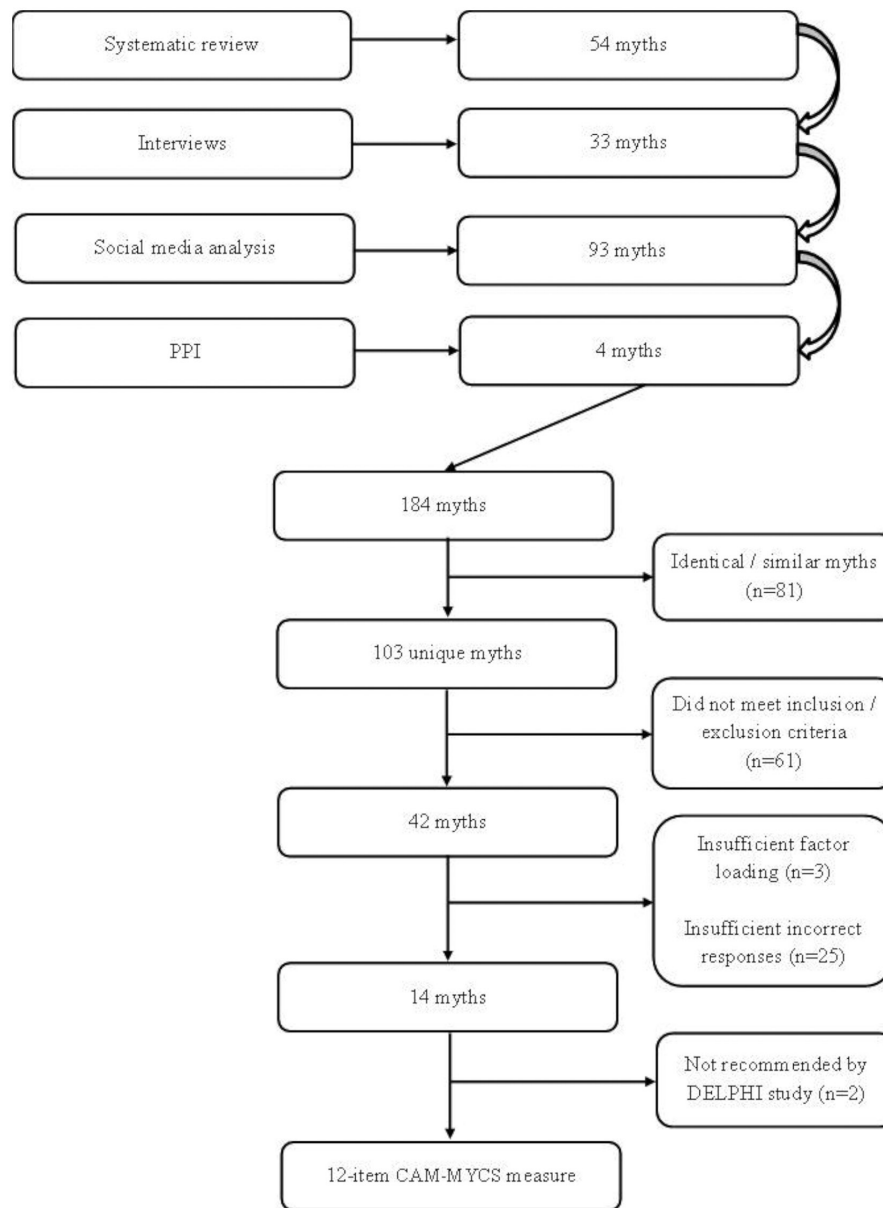 Systematic review
54 myths
Interviews
33 myths
Social media analysis
93 myths
PPI
4 myths
184 myths
Identical / similar myths
(n=81)
103 unique myths
Did not meet inclusion /
exclusion criteria
(n=61)
42 myths
Insufficient factor
loading (n=3)
Insufficient incorrect
responses (n=25)
14 myths
Not recommended by
DELPHI study (n=2)
12-item CAM-MYCS measure